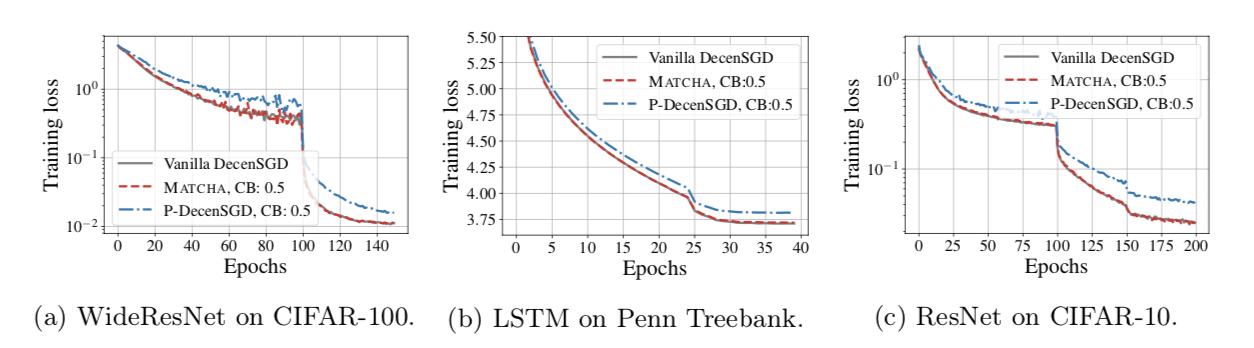 Training loss
10^0
10^-1
10^-2
Vanilla DecenSGD
MATCHA, CB: 0.5
P-DecenSGD, CB: 0.5
0 20 40 60 80 100 120 140
Epochs
(a) WideResNet on CIFAR-100.
Training loss
5.50
5.25
5.00
4.75
4.50
4.25
4.00
3.75
Vanilla DecenSGD
MATCHA, CB:0.5
P-DecenSGD, CB:0.5
0 5 10 15 20 25 30 35 40
Epochs
(b) LSTM on Penn Treebank.
Training loss
10^0
10^-1
Vanilla DecenSGD
MATCHA, CB:0.5
P-DecenSGD, CB:0.5
0 25 50 75 100 125 150 175 200
Epochs
(c) ResNet on CIFAR-10.